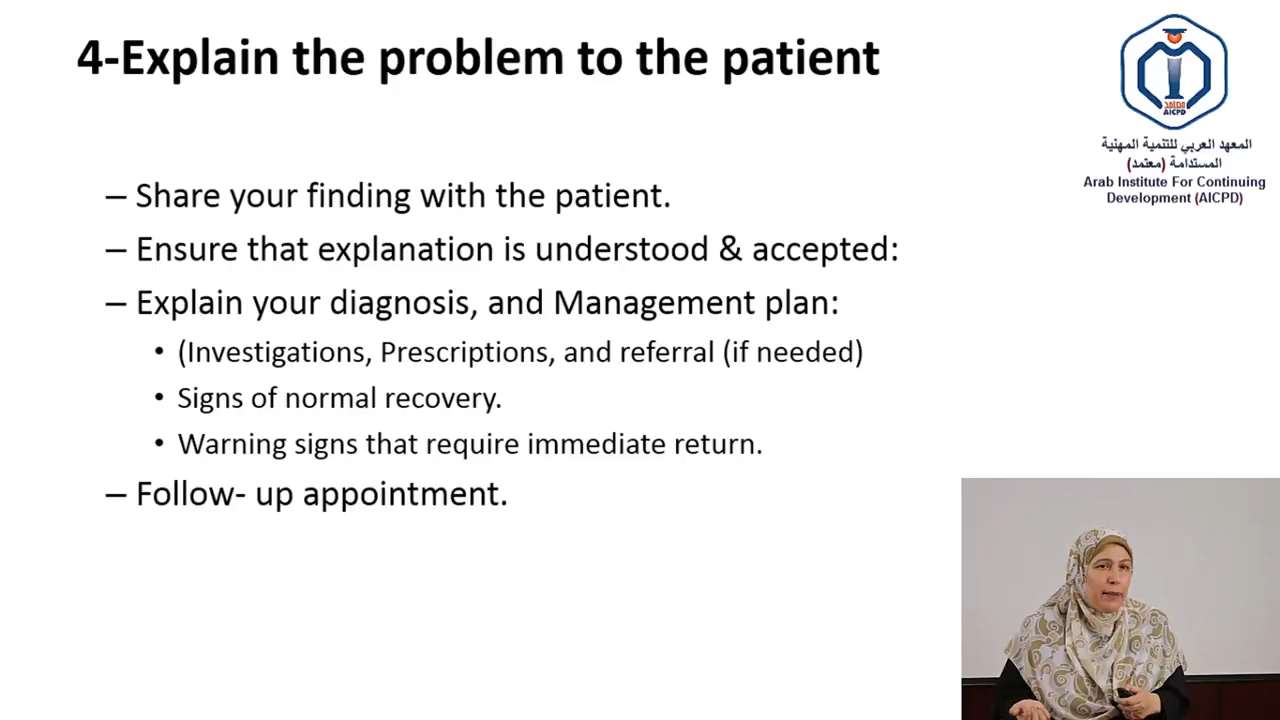 4-Explain the problem to the patient
معتمد
AICPD
المعهد العربي للتنمية المهنية
المستدامة (معتمد)
Arab Institute For Continuing
Development (AICPD)
– Share your finding with the patient.
– Ensure that explanation is understood & accepted:
– Explain your diagnosis, and Management plan:
• (Investigations, Prescriptions, and referral (if needed)
• Signs of normal recovery.
• Warning signs that require immediate return.
– Follow- up appointment.